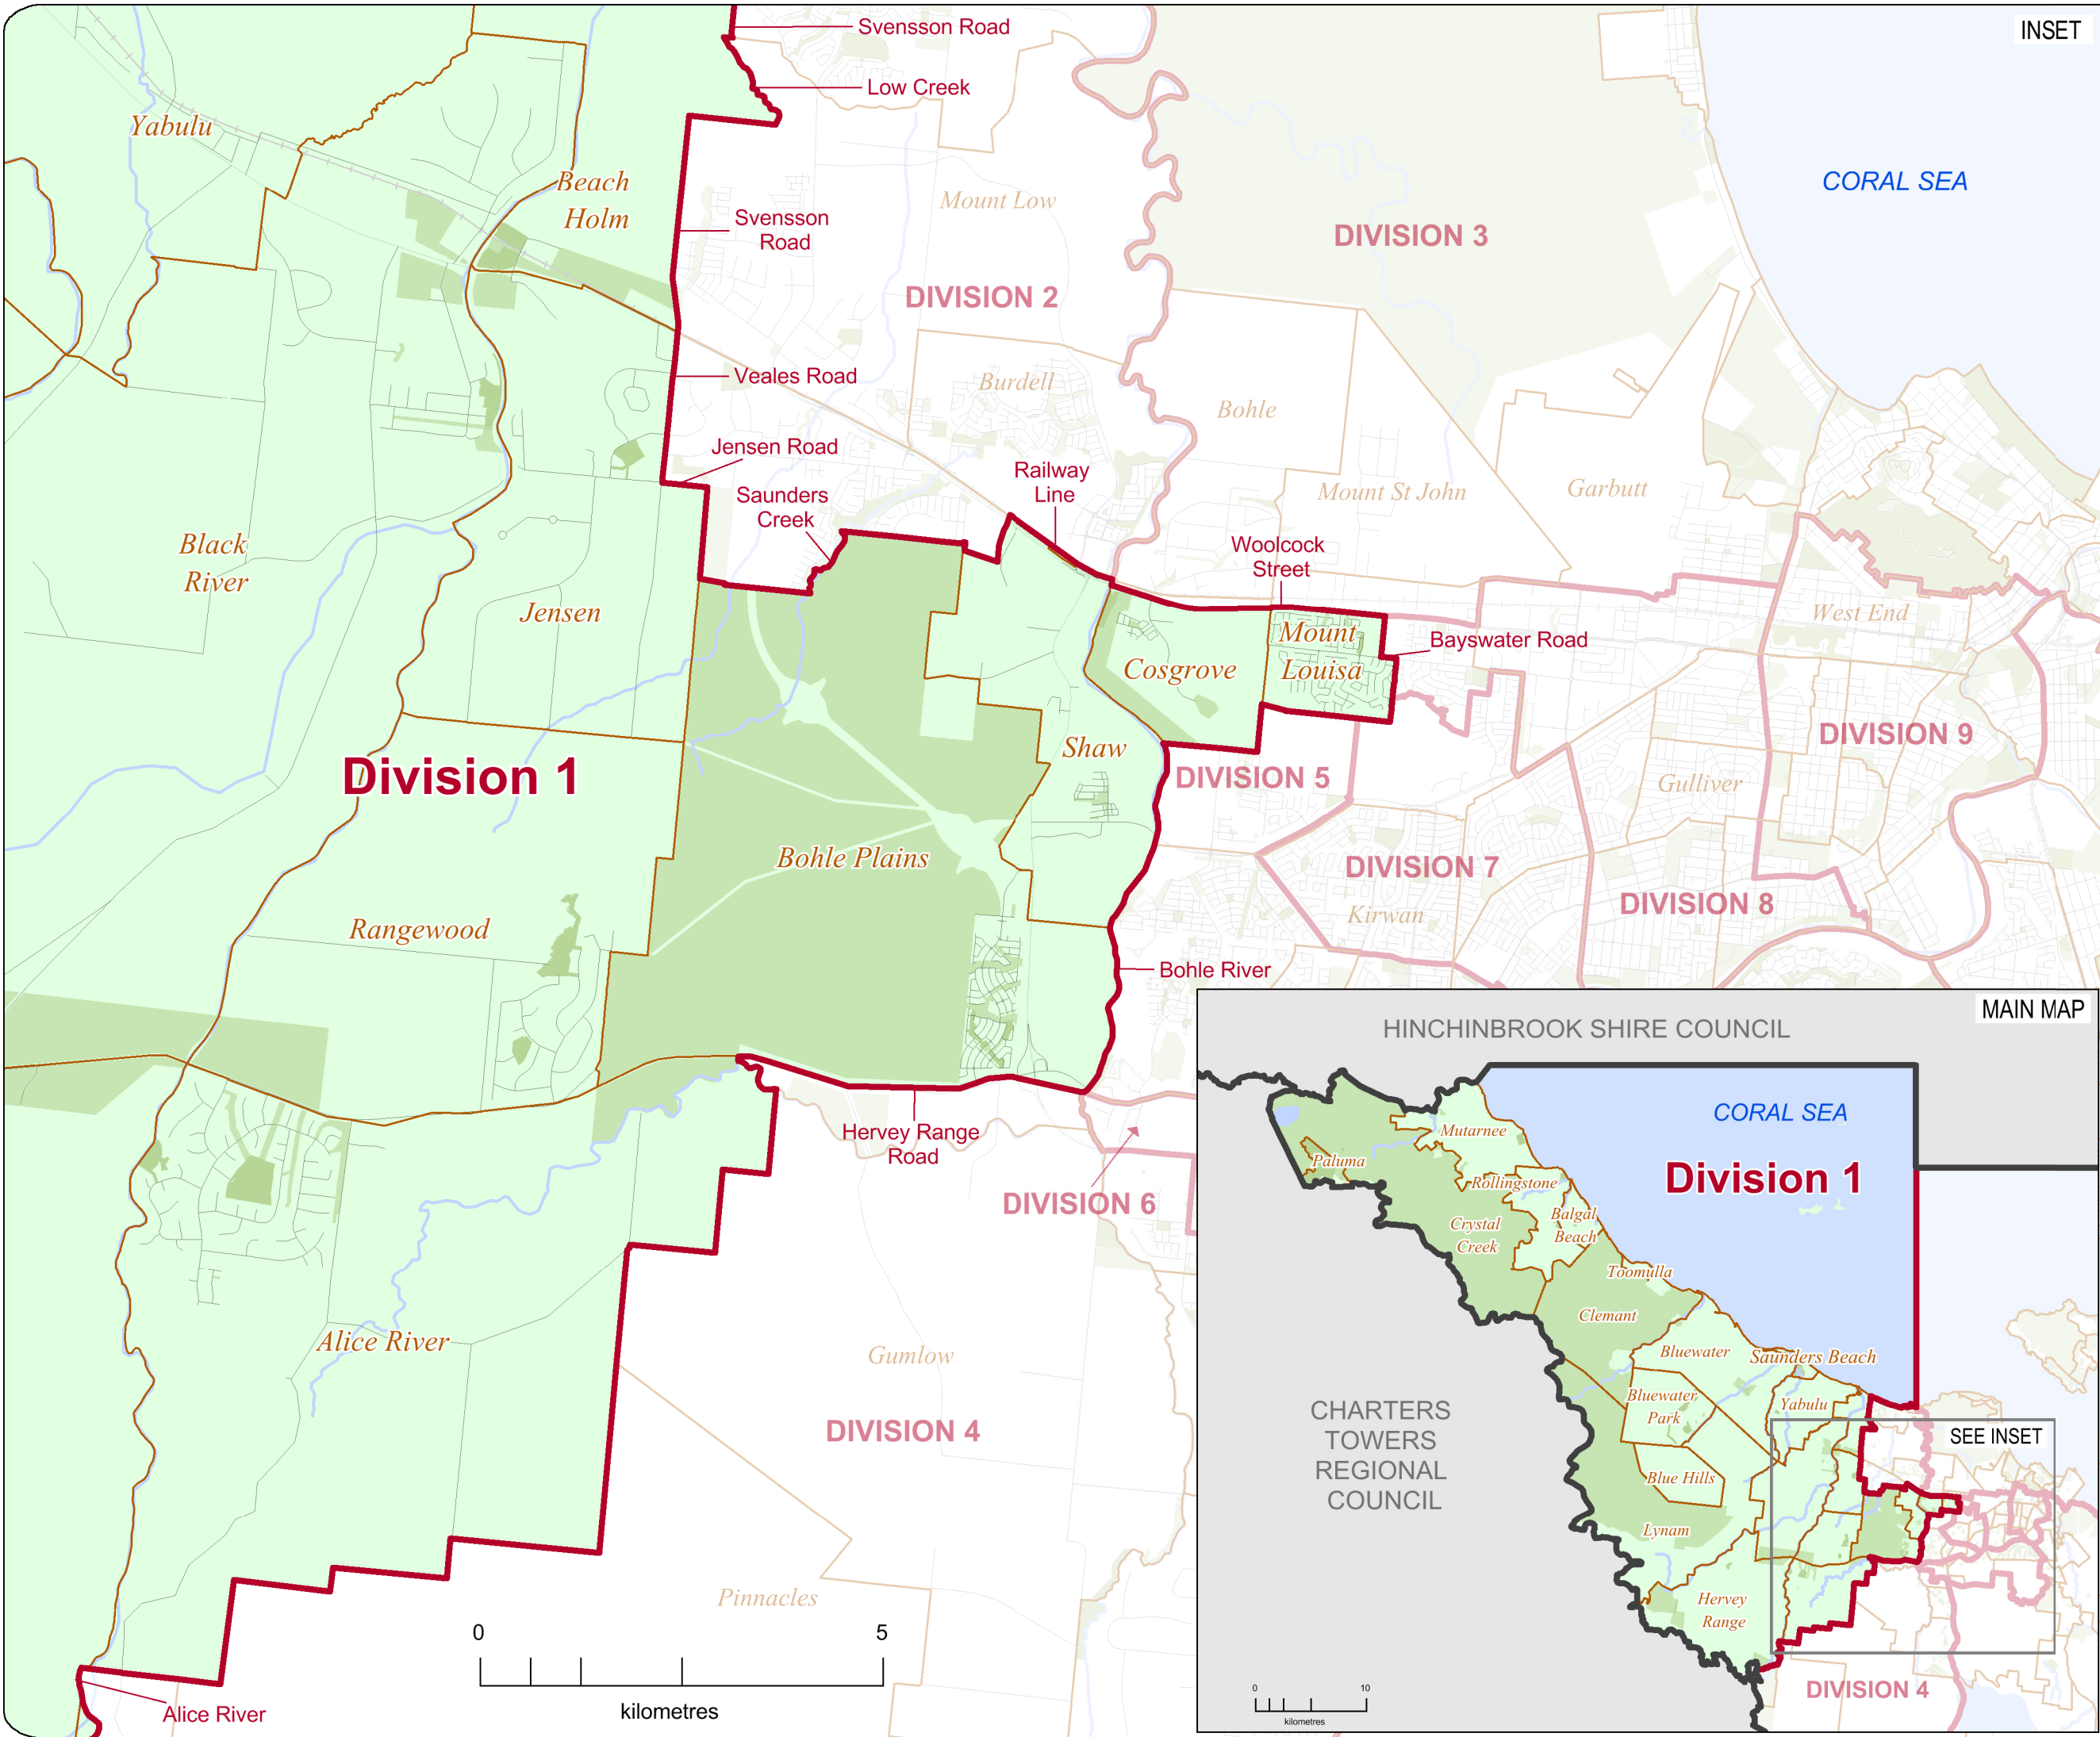 Svensson Road
INSET
Low Creek
Yabulu
CORAL SEA
Beach
Holm
Mount Low
Svensson
Road
DIVISION 3
DIVISION 2
Veales Road
Burdell
Bohle
Jensen Road
Railway
Line
Saunders
Creek
Mount St John
Garbutt
Black
River
Woolcock
Street
Jensen
West End
Mount
Louisa
Bayswater Road
Cosgrove
Division 1
Shaw
DIVISION 5
DIVISION 9
Gulliver
Bohle Plains
DIVISION 7
DIVISION 8
Kirwan
Rangewood
Bohle River
Hervey Range
Road
DIVISION 6
Alice River
Gumlow
DIVISION 4
Pinnacles
0
5
kilometres
Alice River
MAIN MAP
HINCHINBROOK SHIRE COUNCIL
CORAL SEA
Mutarnee
Paluma
Division 1
Rollingstone
Crystal
Creek
Balgal
Beach
Toomulla
Clemant
Bluewater
Saunders Beach
Bluewater
Park
Yabulu
CHARTERS
TOWERS
REGIONAL
COUNCIL
SEE INSET
Blue Hills
Lynam
Hervey
Range
DIVISION 4
0
10
kilometres